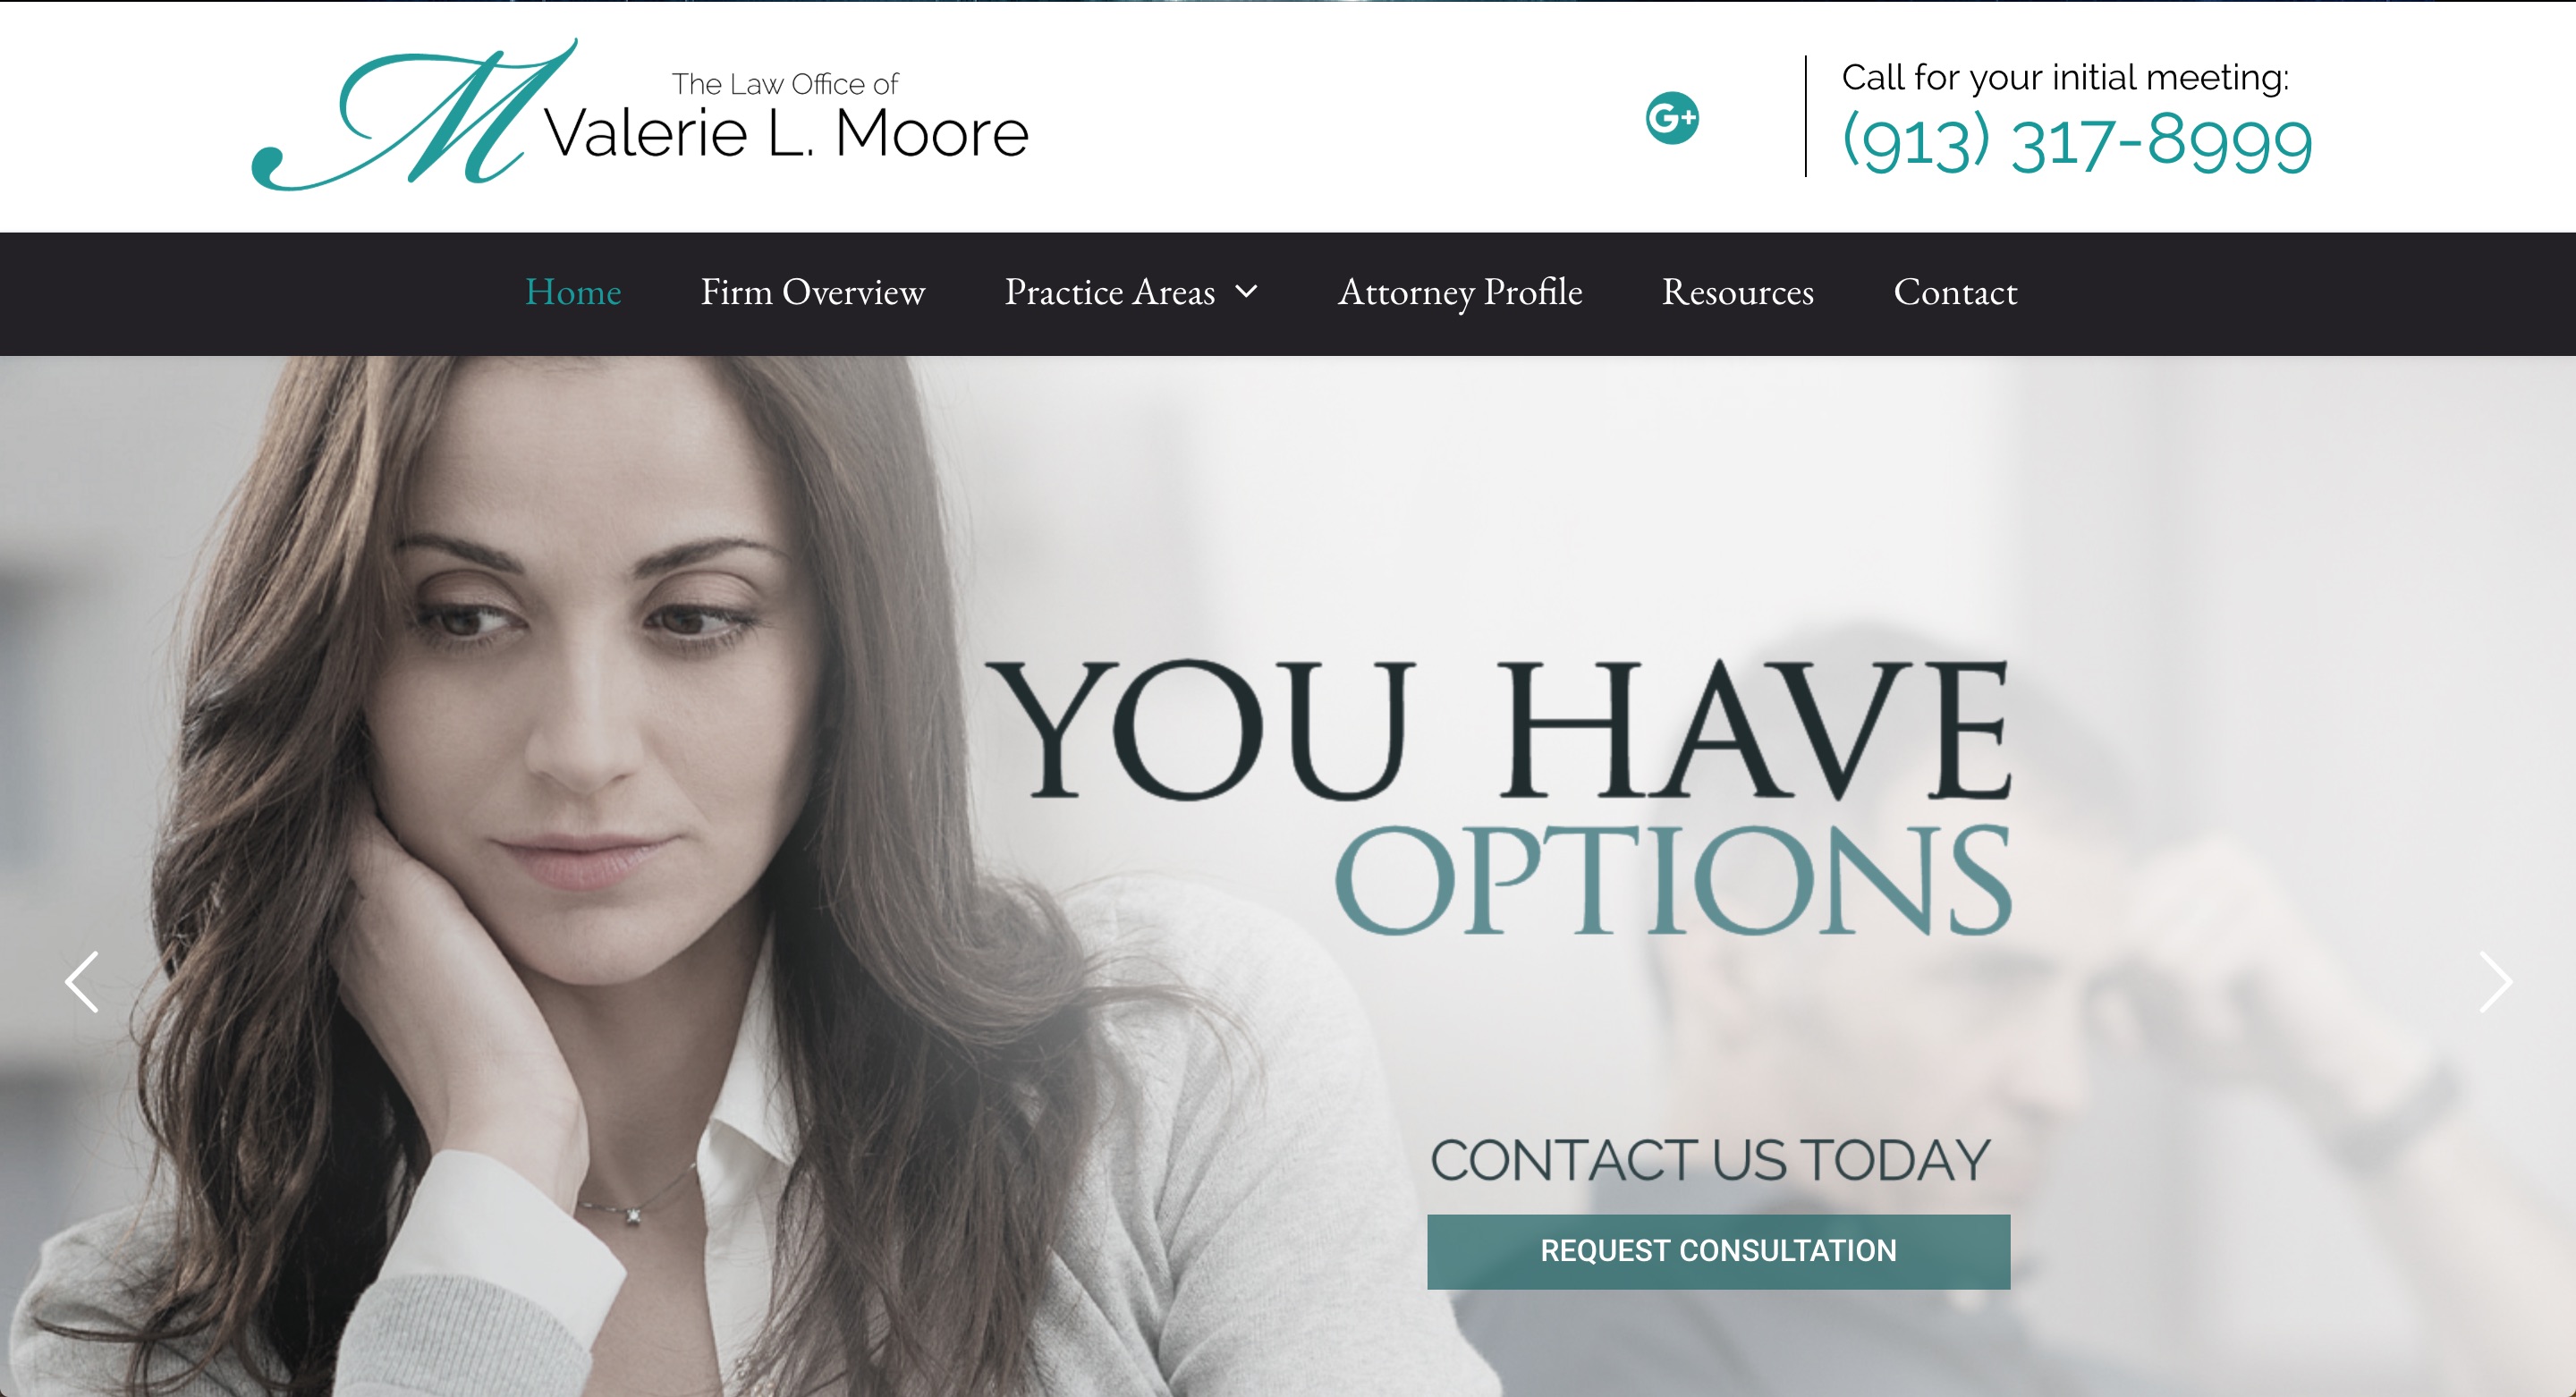 M
The Law Office of
Valerie L. Moore
G+
Call for your initial meeting:
(913) 317-8999
Home Firm Overview Practice Areas Attorney Profile Resources Contact
YOU HAVE
OPTIONS
CONTACT US TODAY
REQUEST CONSULTATION